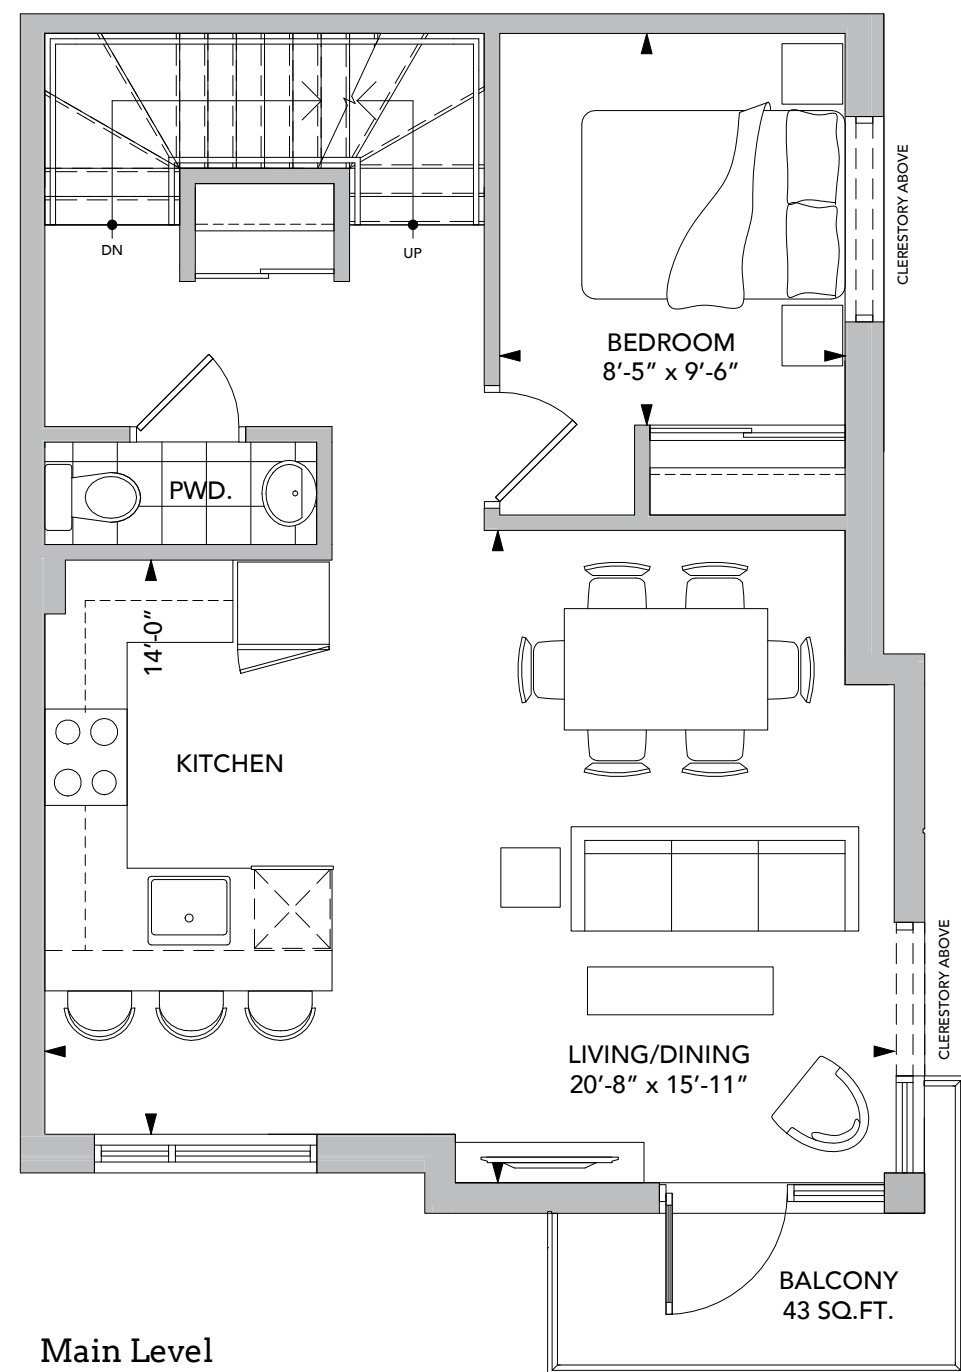 DN
UP
CLERESTORY ABOVE
BEDROOM
8'-5" x 9'-6"
PWD.
14'-0"
KITCHEN
CLERESTORY ABOVE
LIVING/DINING
20'-8" x 15'-11"
BALCONY
43 SQ.FT.
Main Level